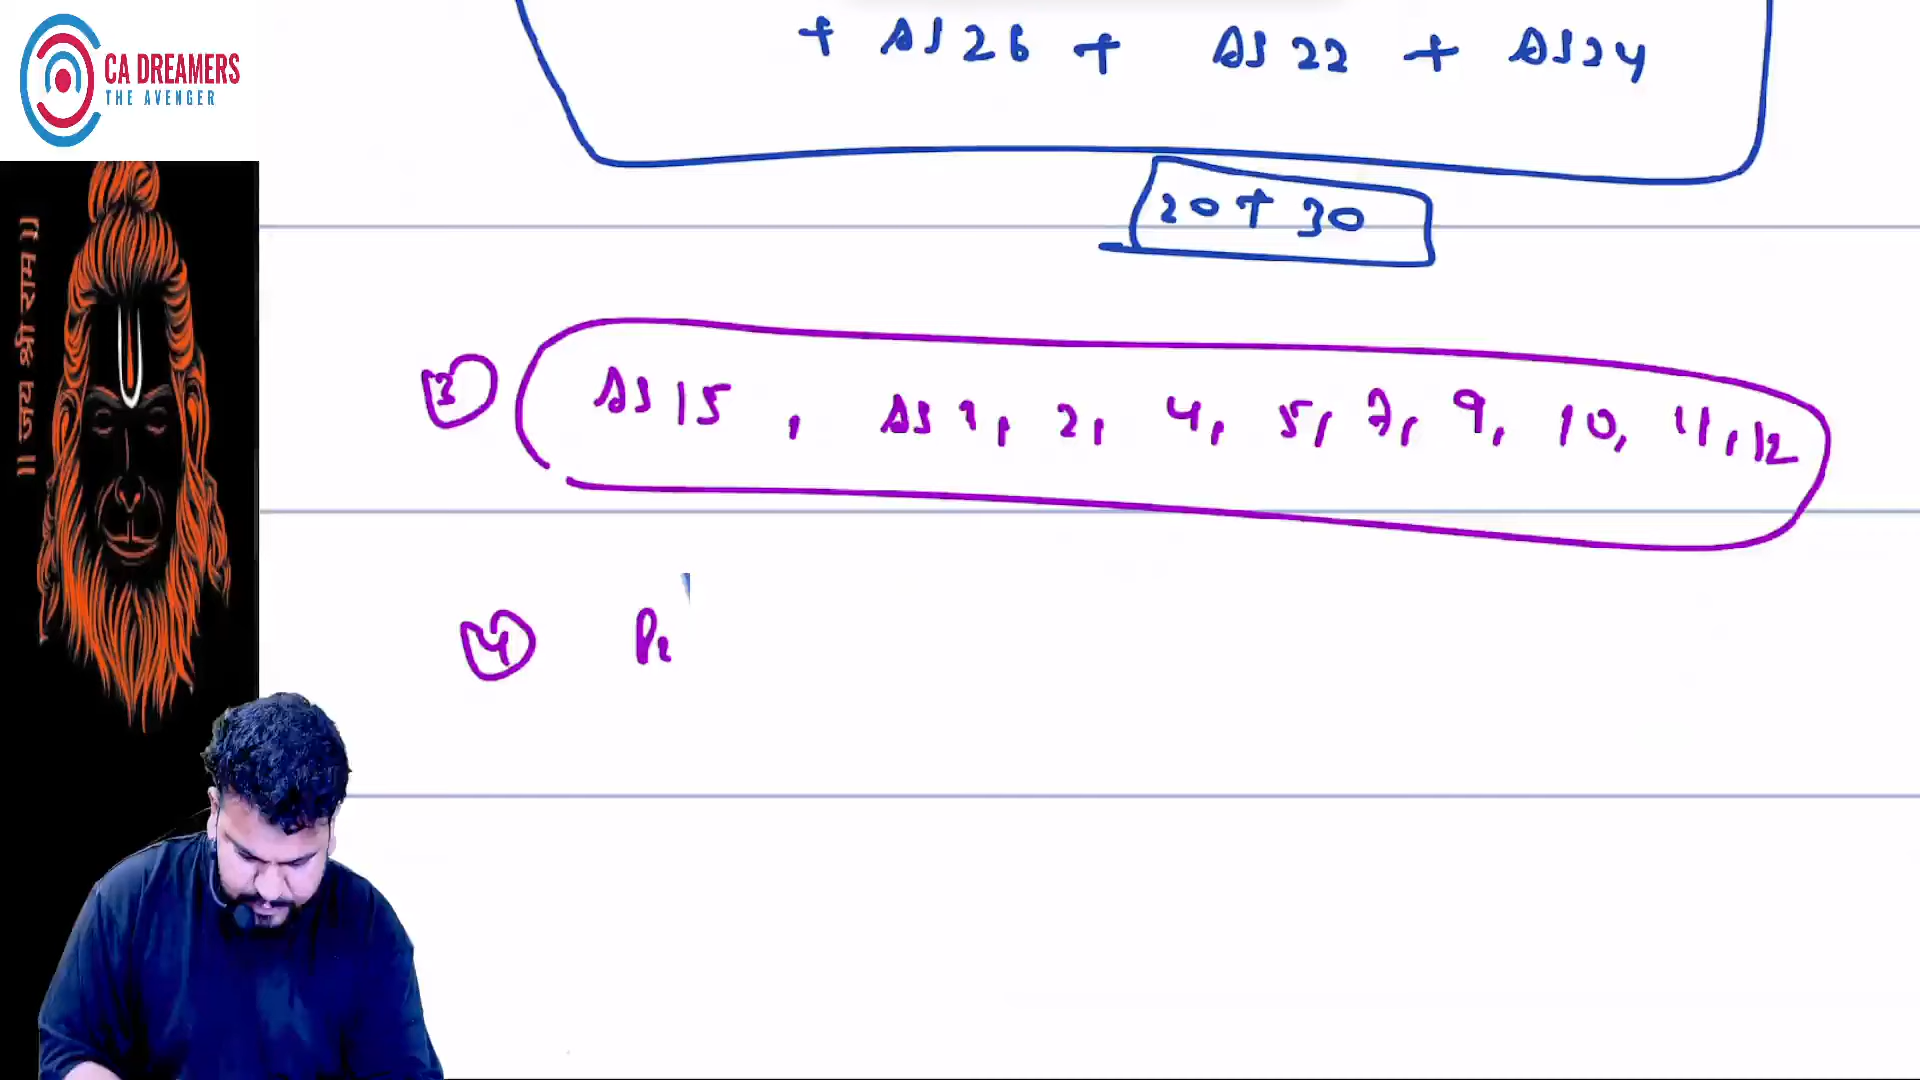 CA DREAMERS
THE AVENGER
+ AS 26 + AS 22 + AS 24
20 + 30
॥ जय श्री राम ॥
3 AS 15, AS 1, 2, 4, 5, 7, 9, 10, 11, 12
4